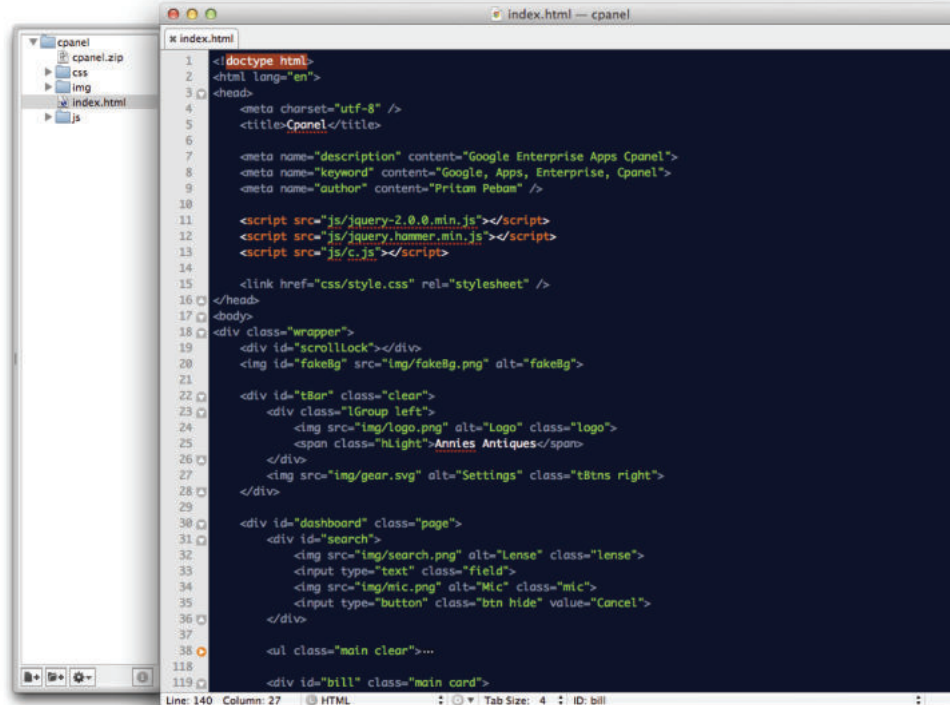 index.html — cpanel
cpanel
cpanel.zip
css
img
index.html
js
× index.html
1 <!doctype html>
2 <html lang="en">
3 <head>
4 <meta charset="utf-8" />
5 <title>Cpanel</title>
6
7 <meta name="description" content="Google Enterprise Apps Cpanel">
8 <meta name="keyword" content="Google, Apps, Enterprise, Cpanel">
9 <meta name="author" content="Pritam Pebam" />
10
11 <script src="js/jquery-2.0.0.min.js"></script>
12 <script src="js/jquery.hammer.min.js"></script>
13 <script src="js/c.js"></script>
14
15 <link href="css/style.css" rel="stylesheet" />
16 </head>
17 <body>
18 <div class="wrapper">
19 <div id="scrollLock"></div>
20 <img id="fakeBg" src="img/fakeBg.png" alt="fakeBg">
21
22 <div id="tBar" class="clear">
23 <div class="lGroup left">
24 <img src="img/logo.png" alt="Logo" class="logo">
25 <span class="hLight">Annies Antiques</span>
26 </div>
27 <img src="img/gear.svg" alt="Settings" class="tBtns right">
28 </div>
29
30 <div id="dashboard" class="page">
31 <div id="search">
32 <img src="img/search.png" alt="Lense" class="lense">
33 <input type="text" class="field">
34 <img src="img/mic.png" alt="Mic" class="mic">
35 <input type="button" class="btn hide" value="Cancel">
36 </div>
37
38 <ul class="main clear">…
118
119 <div id="bill" class="main card">
Line: 140 Column: 27 HTML Tab Size: 4 ID: bill